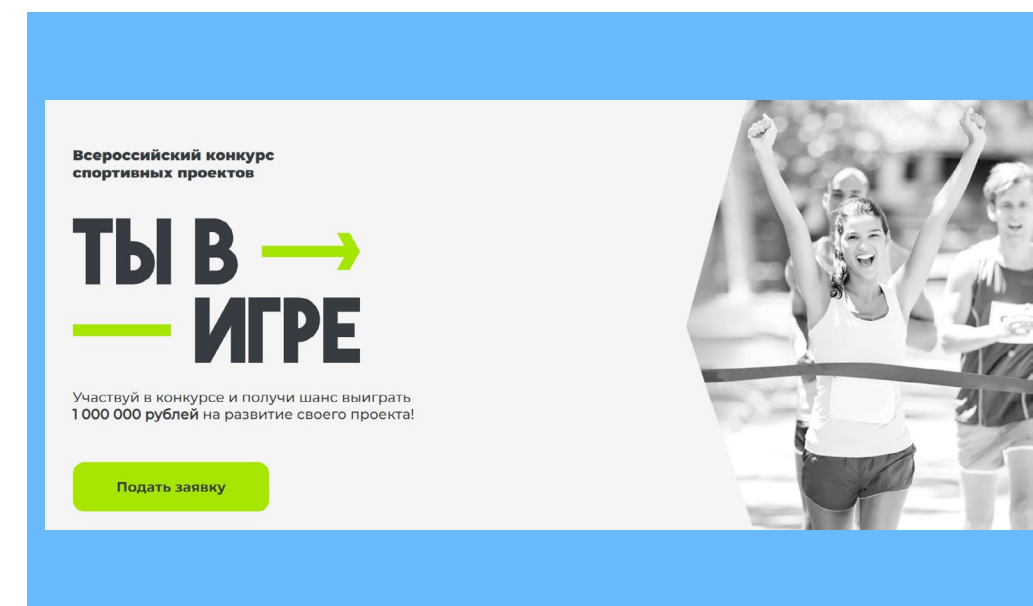 Всероссийский конкурс
спортивных проектов
ТЫ В
ИГРЕ
Участвуй в конкурсе и получи шанс выиграть
1 000 000 рублей на развитие своего проекта!
Подать заявку